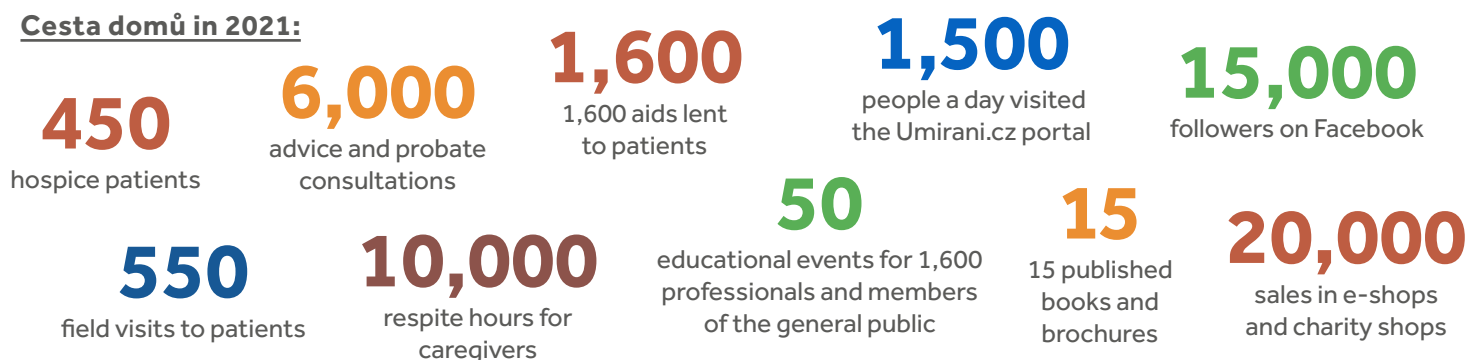 Cesta domů in 2021:
450
hospice patients
6,000
advice and probate
consultations
1,600
1,600 aids lent
to patients
1,500
people a day visited
the Umirani.cz portal
15,000
followers on Facebook
550
field visits to patients
10,000
respite hours for
caregivers
50
educational events for 1,600
professionals and members
of the general public
15
15 published
books and
brochures
20,000
sales in e-shops
and charity shops